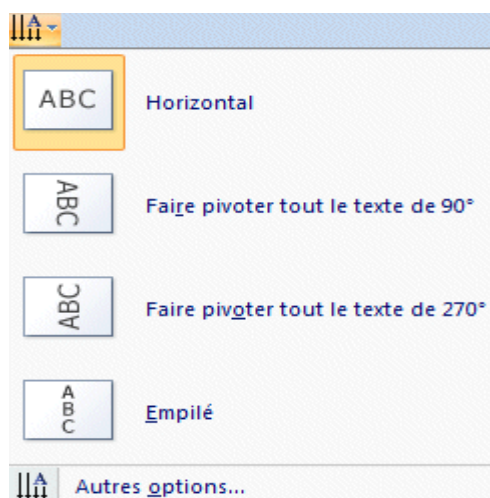 ABC
Horizontal
ABC
Faire pivoter tout le texte de 90°
ABC
Faire pivoter tout le texte de 270°
A
B
C
Empilé
A
Autres options...